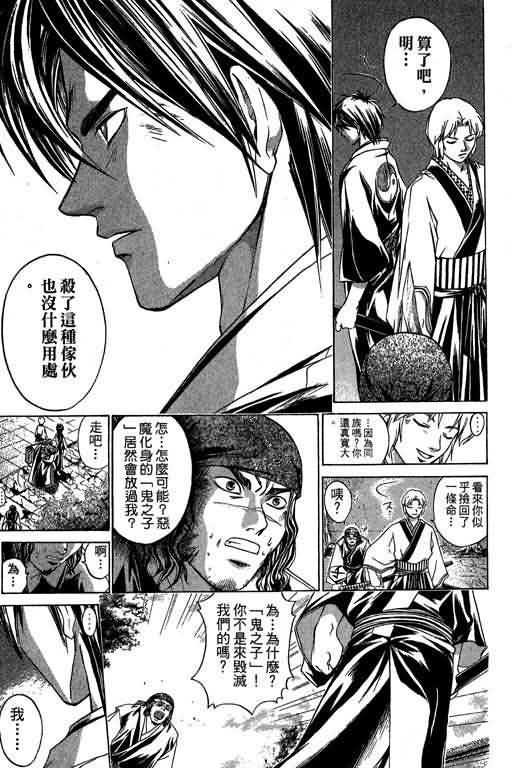 算了吧，
明…
殺了這種傢伙
也沒什麼用處
。
…因為同
族嗎？你
還真寬大
看來你似
乎撿回了
一條命…
咦？
怎…怎麼可能？惡
魔化身的「鬼之子
」居然會放過我？
走吧…
……
啊…
為…
為…為什麼？
「鬼之子」！
你不是來毀滅
我們的嗎？
……
我…